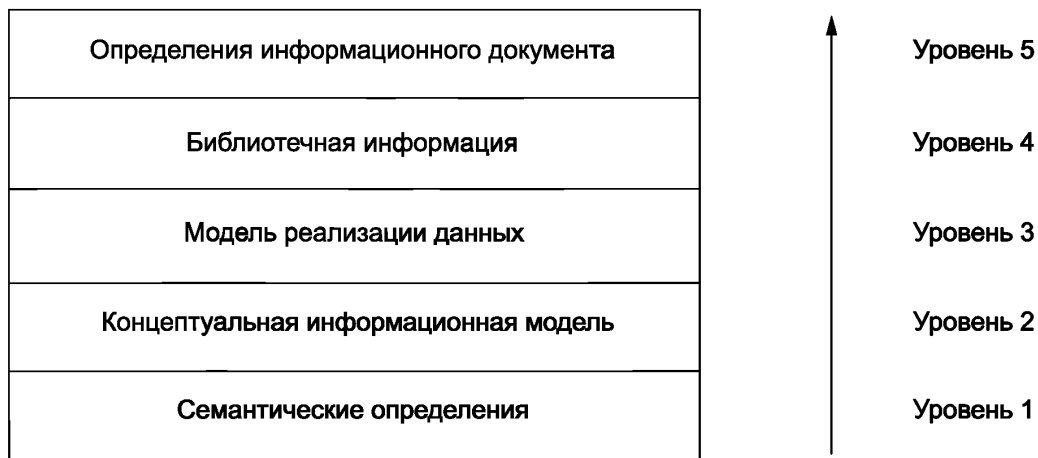 Определения информационного документа Уровень 5
Библиотечная информация Уровень 4
Модель реализации данных Уровень 3
Концептуальная информационная модель Уровень 2
Семантические определения Уровень 1